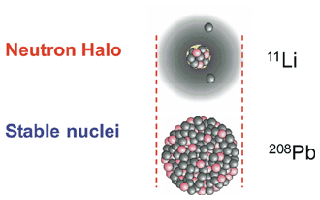 Neutron Halo
¹¹Li
Stable nuclei
²⁰⁸Pb